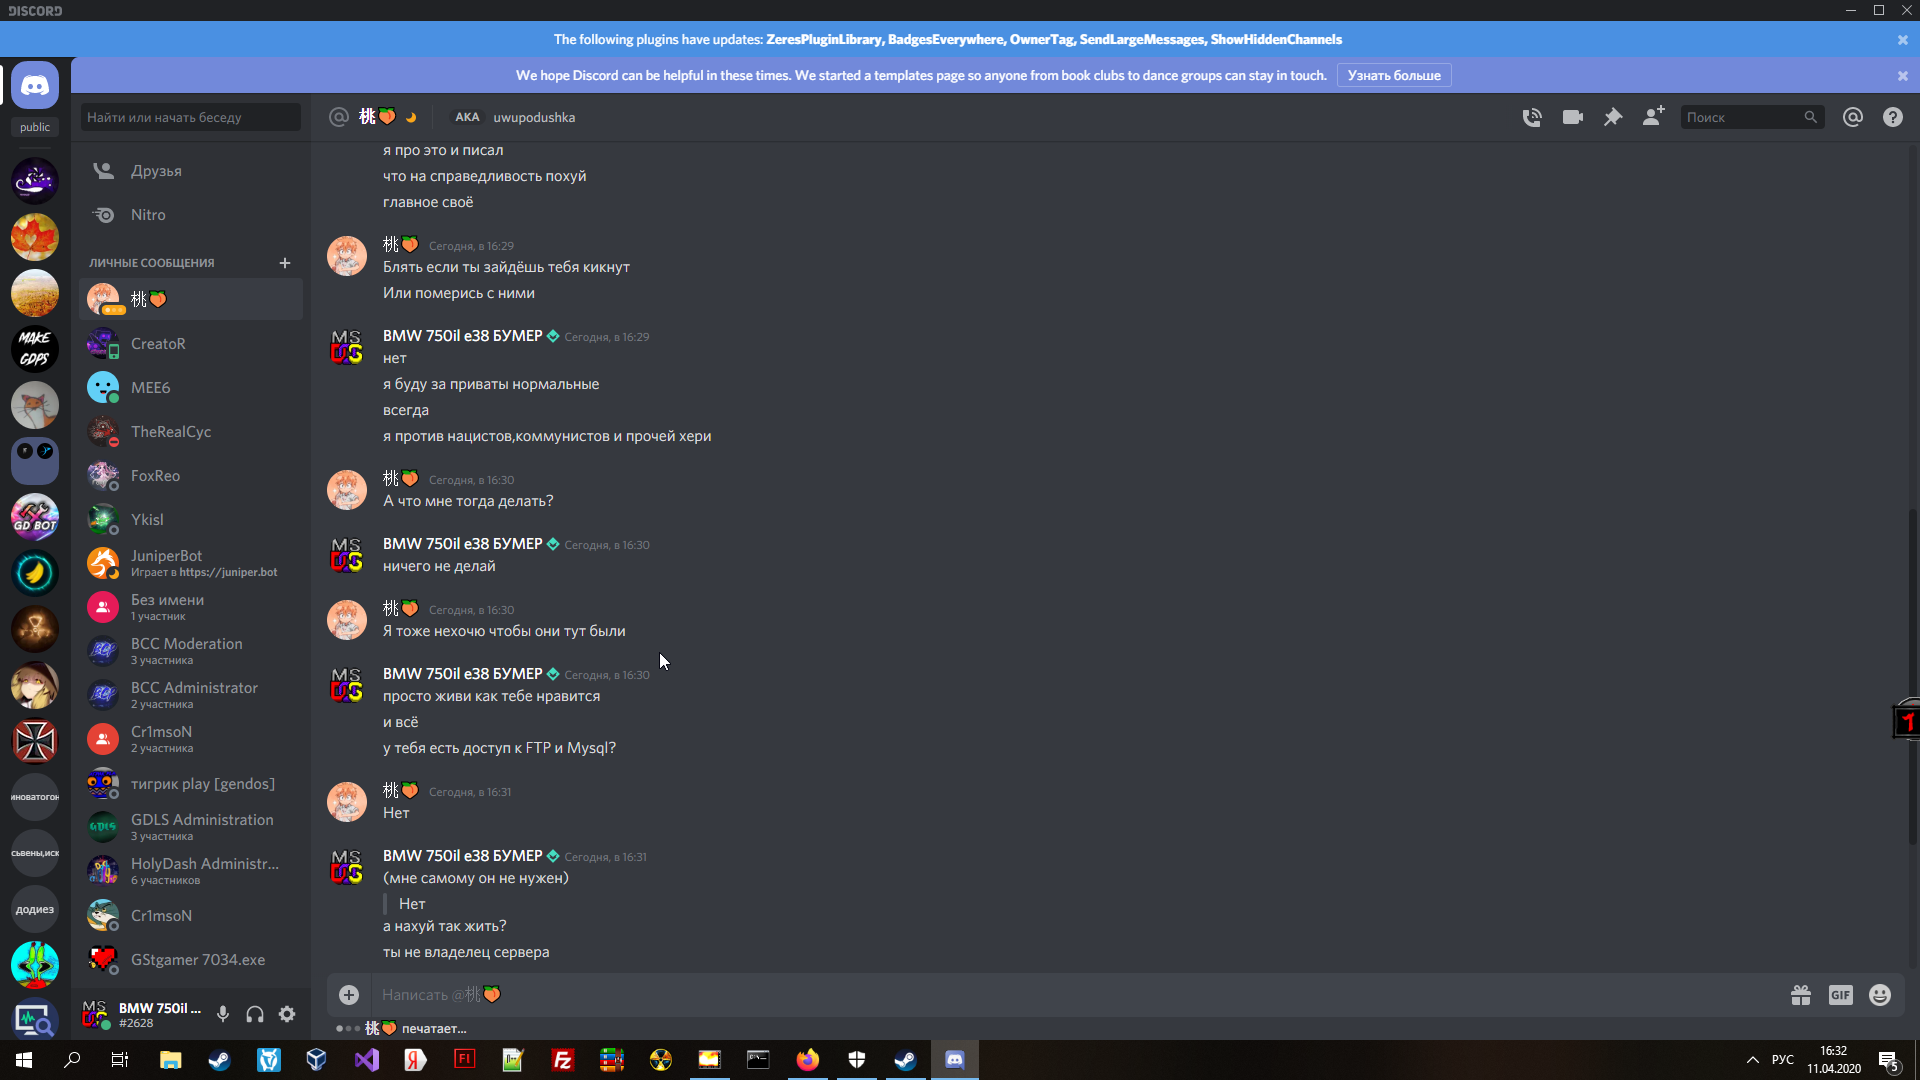 DISCORD
The following plugins have updates: ZeresPluginLibrary, BadgesEverywhere, OwnerTag, SendLargeMessages, ShowHiddenChannels
We hope Discord can be helpful in these times. We started a templates page so anyone from book clubs to dance groups can stay in touch. Узнать больше
public
MAKE
GDPS
GD BOT
додиез
Найти или начать беседу
Друзья
Nitro
ЛИЧНЫЕ СООБЩЕНИЯ
桃🍑
CreatoR
MEE6
TheRealCyc
FoxReo
Ykisl
JuniperBot
Играет в https://juniper.bot
Без имени
1 участник
BCC Moderation
3 участника
BCC Administrator
2 участника
Cr1msoN
2 участника
тигрик play [gendos]
GDLS Administration
3 участника
HolyDash Administr...
6 участников
Cr1msoN
GStgamer 7034.exe
BMW 750il ...
#2628
@ 桃🍑 AKA uwupodushka
Поиск
я про это и писал
что на справедливость похуй
главное своё
桃🍑 Сегодня, в 16:29
Блять если ты зайдёшь тебя кикнут
Или померись с ними
BMW 750il e38 БУМЕР Сегодня, в 16:29
нет
я буду за приваты нормальные
всегда
я против нацистов,коммунистов и прочей хери
桃🍑 Сегодня, в 16:30
А что мне тогда делать?
BMW 750il e38 БУМЕР Сегодня, в 16:30
ничего не делай
桃🍑 Сегодня, в 16:30
Я тоже нехочю чтобы они тут были
BMW 750il e38 БУМЕР Сегодня, в 16:30
просто живи как тебе нравится
и всё
у тебя есть доступ к FTP и Mysql?
桃🍑 Сегодня, в 16:31
Нет
BMW 750il e38 БУМЕР Сегодня, в 16:31
(мне самому он не нужен)
Нет
а нахуй так жить?
ты не владелец сервера
Написать @桃🍑
GIF
桃🍑 печатает...
РУС
16:32
11.04.2020
5